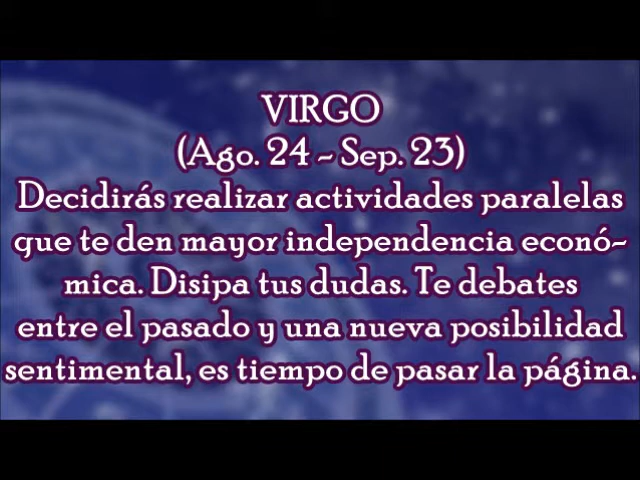 VIRGO
(Ago. 24 - Sep. 23)
Decidirás realizar actividades paralelas
que te den mayor independencia econó-
mica. Disipa tus dudas. Te debates
entre el pasado y una nueva posibilidad
sentimental, es tiempo de pasar la página.